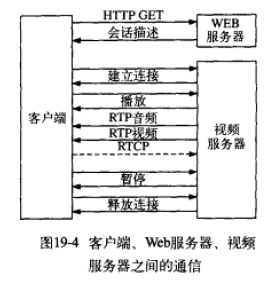 HTTP GET
WEB
服务器
会话描述
建立连接
播放
客户端
RTP音频
RTP视频
视频
服务器
RTCP
暂停
释放连接
图19-4 客户端、Web服务器、视频
服务器之间的通信